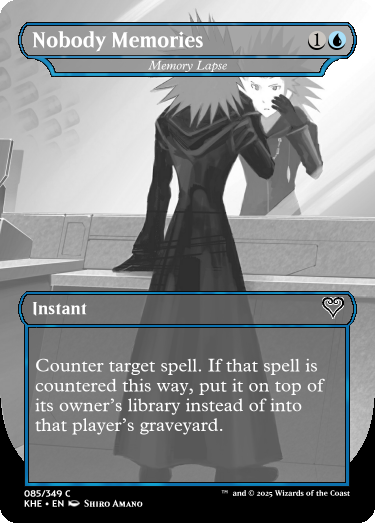 Nobody Memories 1
Memory Lapse
Instant
Counter target spell. If that spell is
countered this way, put it on top of
its owner's library instead of into
that player's graveyard.
085/349 C
KHE • EN Shiro Amano ™ and © 2025 Wizards of the Coast